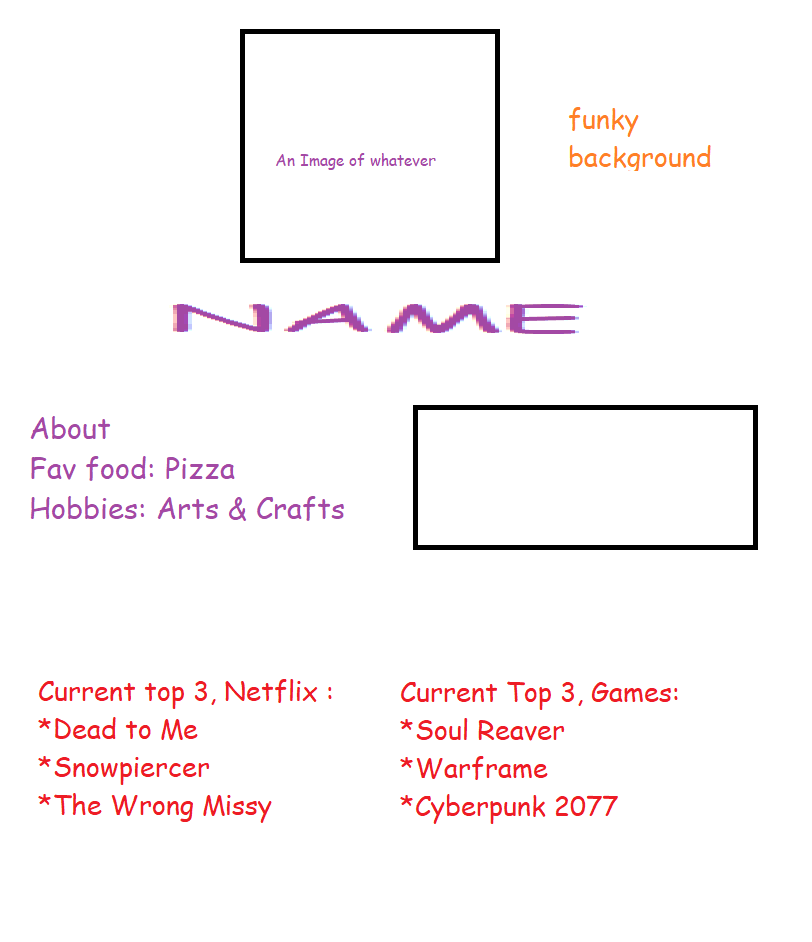 An Image of whatever
funky
background
NAME
About
Fav food: Pizza
Hobbies: Arts & Crafts
Current top 3, Netflix :
*Dead to Me
*Snowpiercer
*The Wrong Missy
Current Top 3, Games:
*Soul Reaver
*Warframe
*Cyberpunk 2077